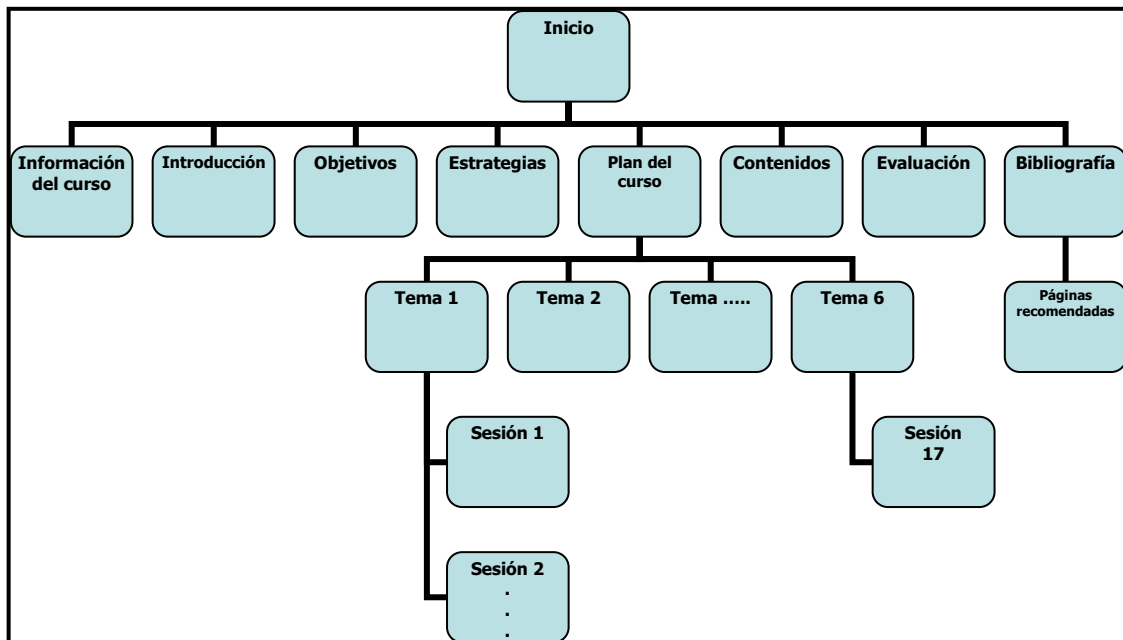 Inicio
Información
del curso
Introducción
Objetivos
Estrategias
Plan del
curso
Contenidos
Evaluación
Bibliografía
Tema 1
Tema 2
Tema .....
Tema 6
Páginas
recomendadas
Sesión 1
Sesión
17
Sesión 2
.
.
.